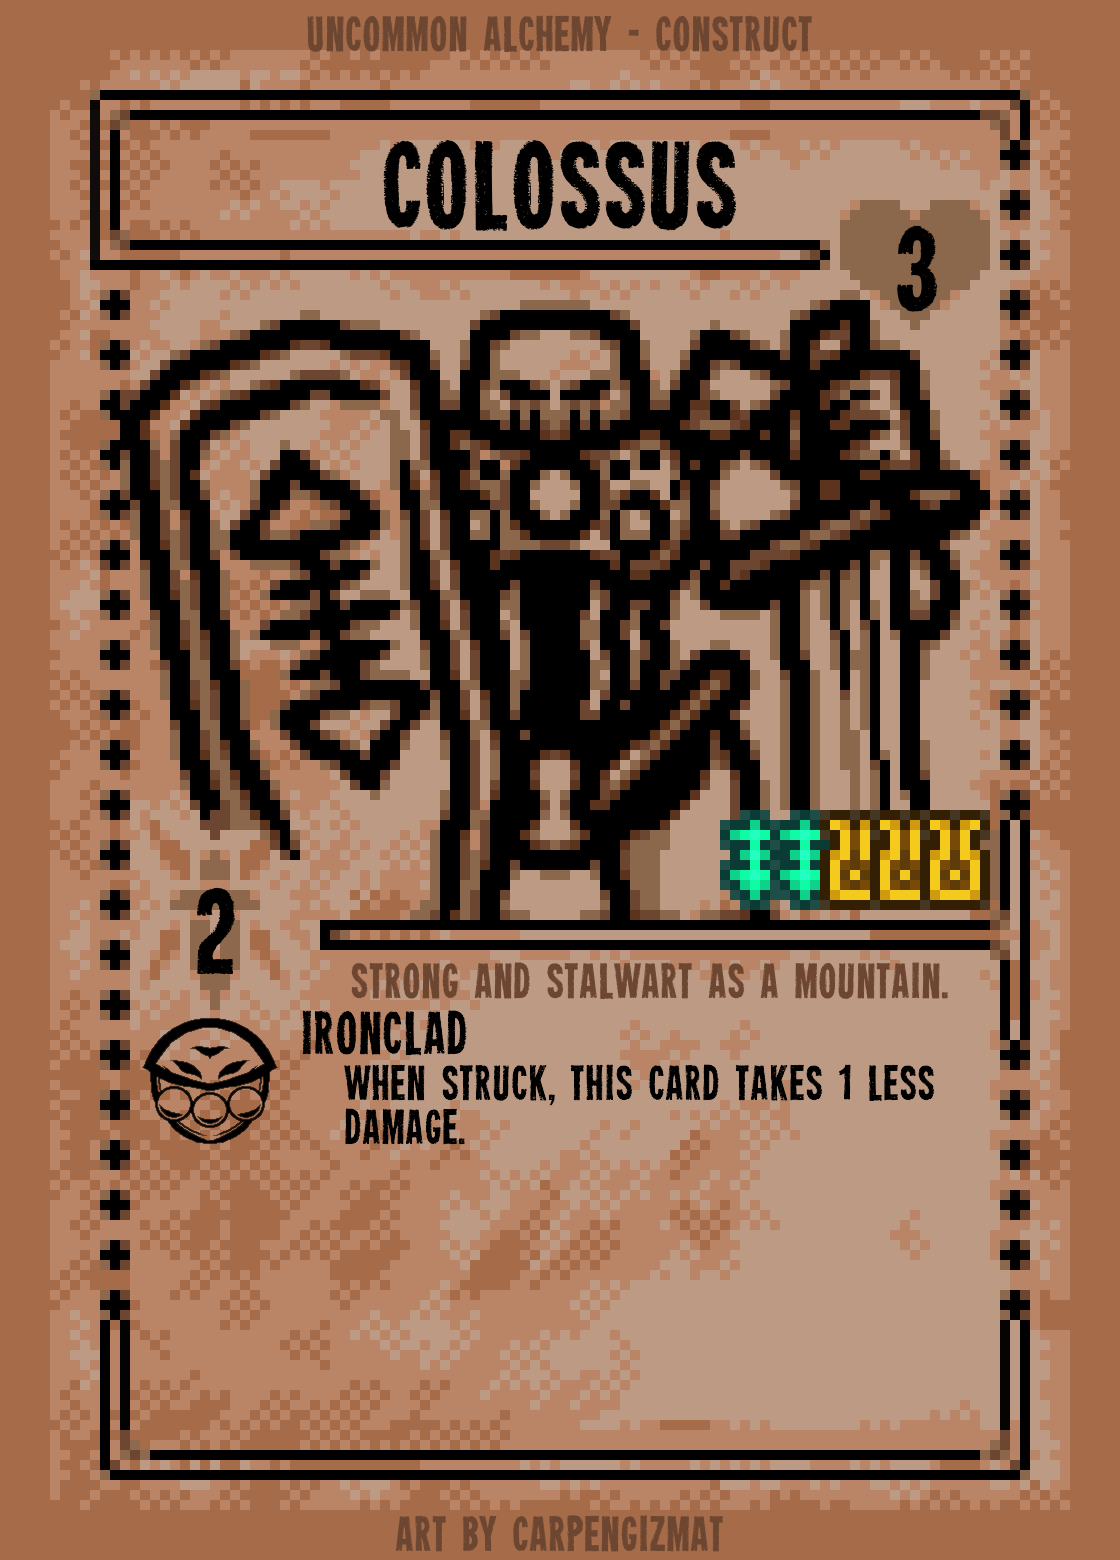 UNCOMMON ALCHEMY - CONSTRUCT
COLOSSUS
3
2
STRONG AND STALWART AS A MOUNTAIN.
IRONCLAD
WHEN STRUCK, THIS CARD TAKES 1 LESS
DAMAGE.
ART BY CARPENGIZMAT